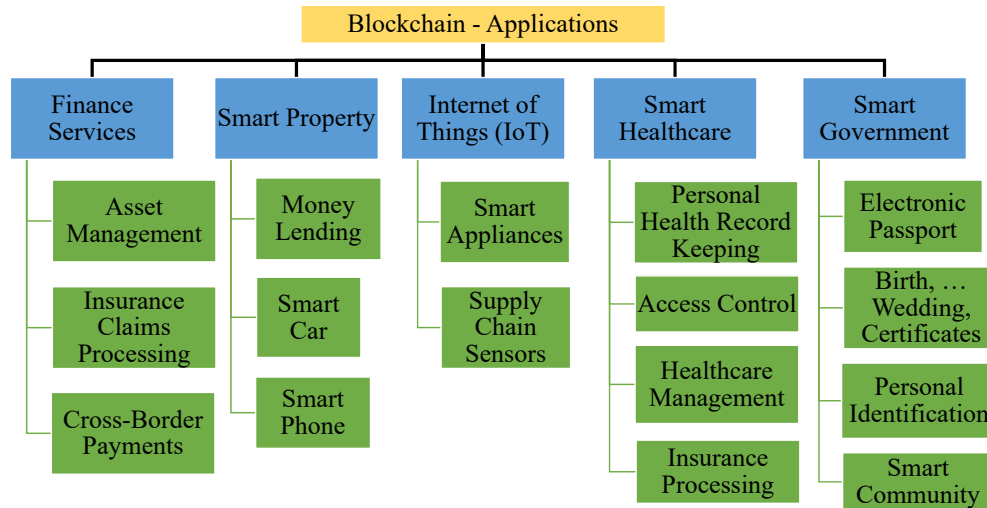 Blockchain - Applications
Finance
Services
Asset
Management
Insurance
Claims
Processing
Cross-Border
Payments
Smart Property
Money
Lending
Smart
Car
Smart
Phone
Internet of
Things (IoT)
Smart
Appliances
Supply
Chain
Sensors
Smart
Healthcare
Personal
Health Record
Keeping
Access Control
Healthcare
Management
Insurance
Processing
Smart
Government
Electronic
Passport
Birth, …
Wedding,
Certificates
Personal
Identification
Smart
Community